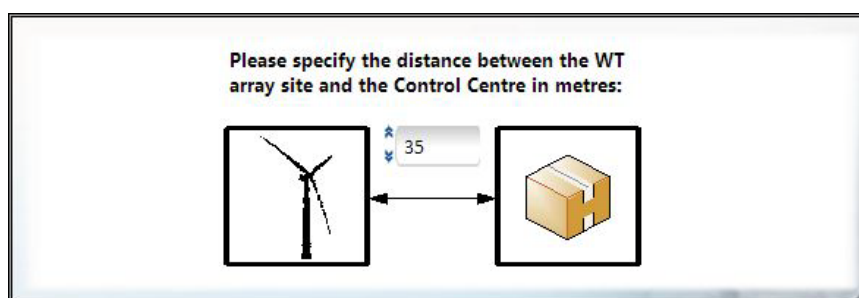 Please specify the distance between the WT
array site and the Control Centre in metres:
35